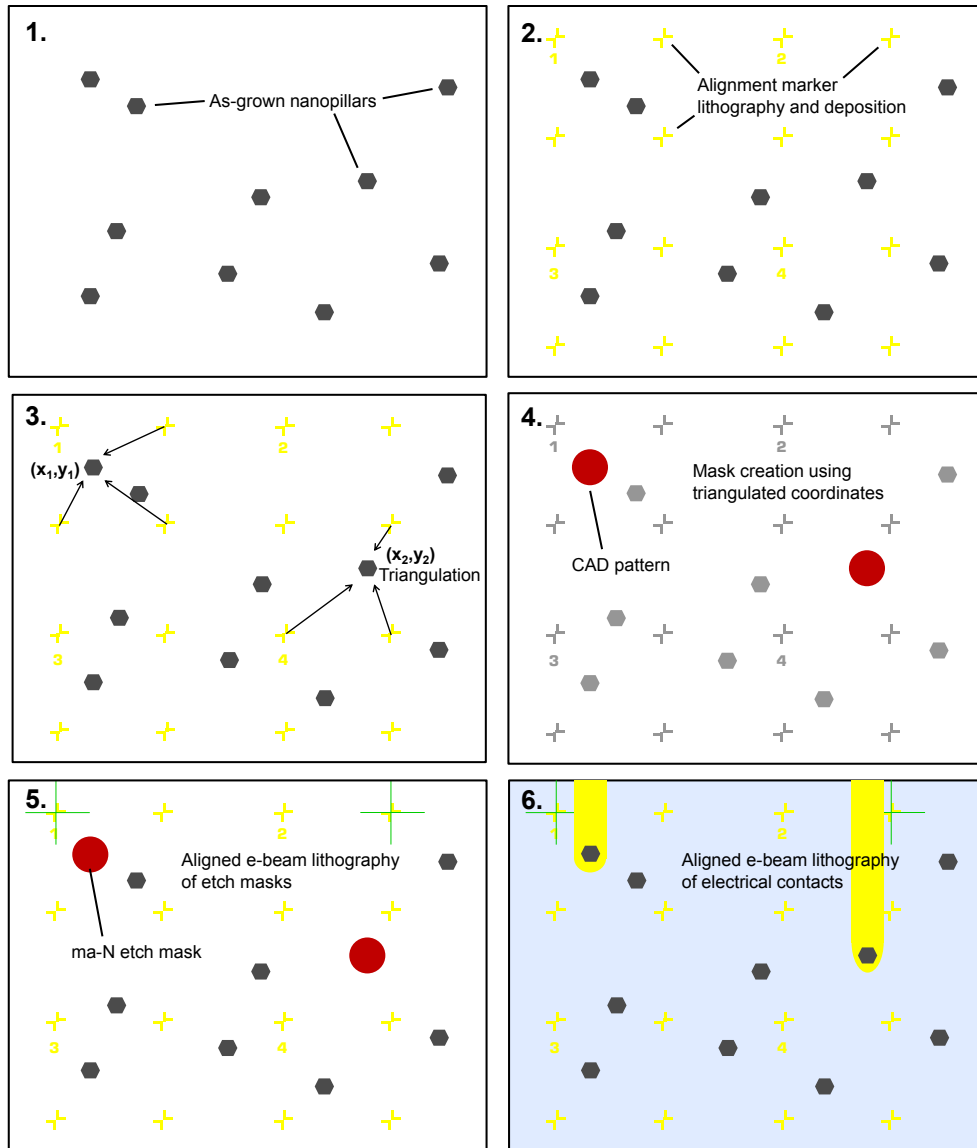 1.
As-grown nanopillars
2.
1
2
Alignment marker
lithography and deposition
3
4
3.
1
2
(x₁,y₁)
(x₂,y₂)
Triangulation
3
4
4.
1
2
Mask creation using
triangulated coordinates
CAD pattern
3
4
5.
1
2
Aligned e-beam lithography
of etch masks
ma-N etch mask
3
4
6.
1
2
Aligned e-beam lithography
of electrical contacts
3
4